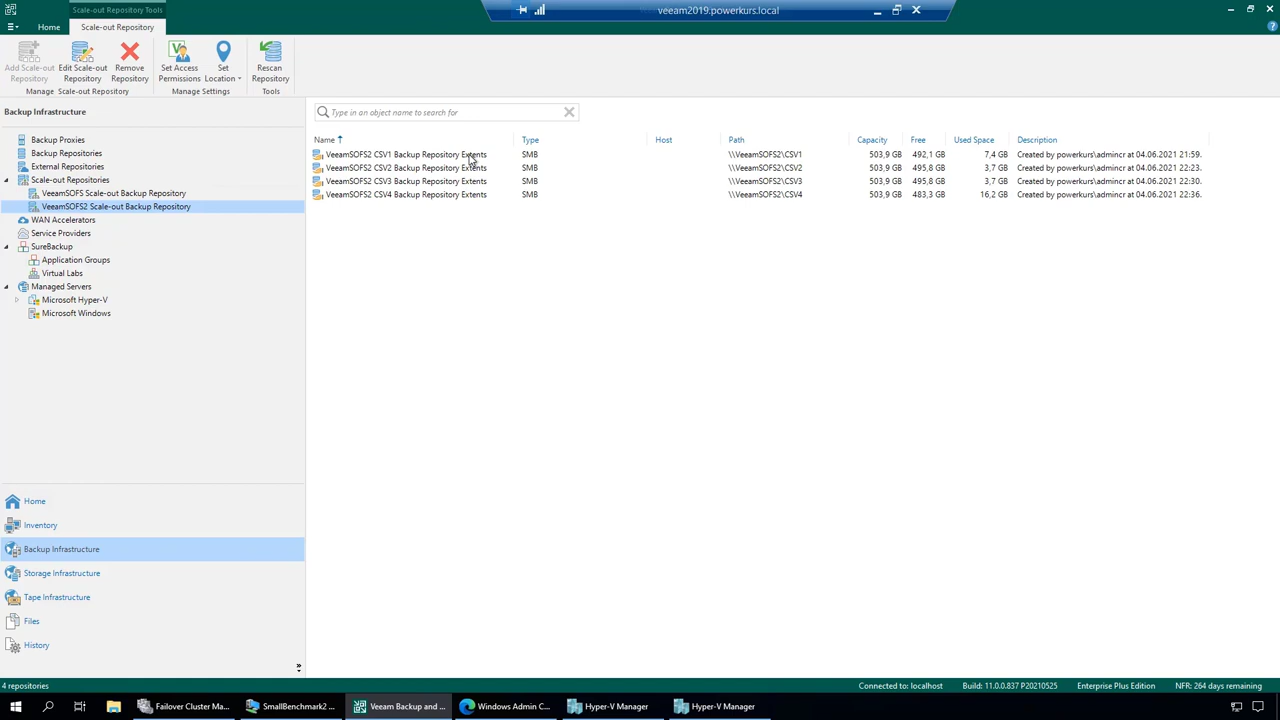 Scale-out Repository Tools
veeam2019.powerkurs.local
Home Scale-out Repository
Add Scale-out Repository
Edit Scale-out Repository
Remove Repository
Set Access Permissions
Set Location
Rescan Repository
Manage Scale-out Repository
Manage Settings
Tools
Backup Infrastructure
Type in an object name to search for
Backup Proxies
Backup Repositories
External Repositories
Scale-out Repositories
VeeamSOFS Scale-out Backup Repository
VeeamSOFS2 Scale-out Backup Repository
WAN Accelerators
Service Providers
SureBackup
Application Groups
Virtual Labs
Managed Servers
Microsoft Hyper-V
Microsoft Windows
Name Type Host Path Capacity Free Used Space Description
VeeamSOFS2 CSV1 Backup Repository Extents SMB \\VeeamSOFS2\CSV1 503,9 GB 492,1 GB 7,4 GB Created by powerkurs\admincr at 04.06.2021 21:59.
VeeamSOFS2 CSV2 Backup Repository Extents SMB \\VeeamSOFS2\CSV2 503,9 GB 495,8 GB 3,7 GB Created by powerkurs\admincr at 04.06.2021 22:23.
VeeamSOFS2 CSV3 Backup Repository Extents SMB \\VeeamSOFS2\CSV3 503,9 GB 495,8 GB 3,7 GB Created by powerkurs\admincr at 04.06.2021 22:30.
VeeamSOFS2 CSV4 Backup Repository Extents SMB \\VeeamSOFS2\CSV4 503,9 GB 483,3 GB 16,2 GB Created by powerkurs\admincr at 04.06.2021 22:36.
Home
Inventory
Backup Infrastructure
Storage Infrastructure
Tape Infrastructure
Files
History
4 repositories
Connected to: localhost Build: 11.0.0.837 P20210525 Enterprise Plus Edition NFR: 264 days remaining
Failover Cluster Ma... SmallBenchmark2 ... Veeam Backup and ... Windows Admin C... Hyper-V Manager Hyper-V Manager